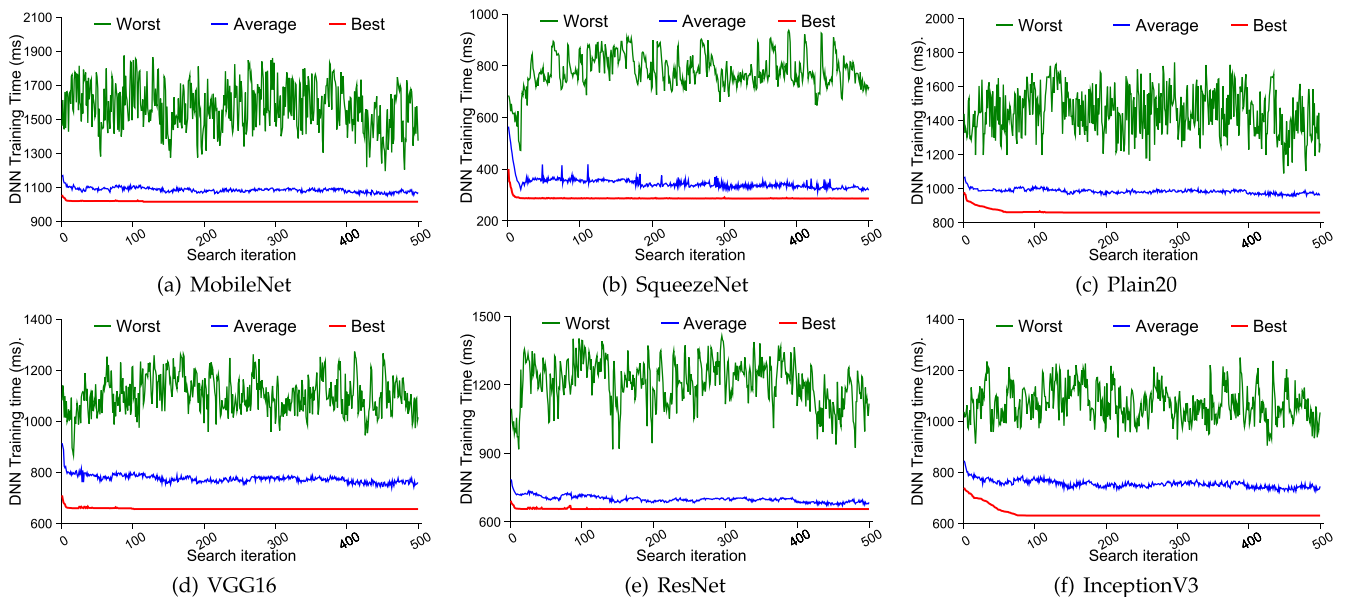 2100
1900
1700
1500
1300
1100
900
DNN Training Time (ms)
Worst Average Best
0 100 200 300 400 500
Search iteration
(a) MobileNet
1000
800
600
400
200
DNN Training Time (ms)
Worst Average Best
0 100 200 300 400 500
Search iteration
(b) SqueezeNet
2000
1800
1600
1400
1200
1000
800
DNN Training time (ms).
Worst Average Best
0 100 200 300 400 500
Search iteration
(c) Plain20
1400
1200
1000
800
600
DNN Training time (ms).
Worst Average Best
0 100 200 300 400 500
Search iteration
(d) VGG16
1500
1400
1200
1000
800
600
DNN Training Time (ms)
Worst Average Best
0 100 200 300 400 500
Search iteration
(e) ResNet
1400
1200
1000
800
600
DNN Training time (ms).
Worst Average Best
0 100 200 300 400 500
Search iteration
(f) InceptionV3